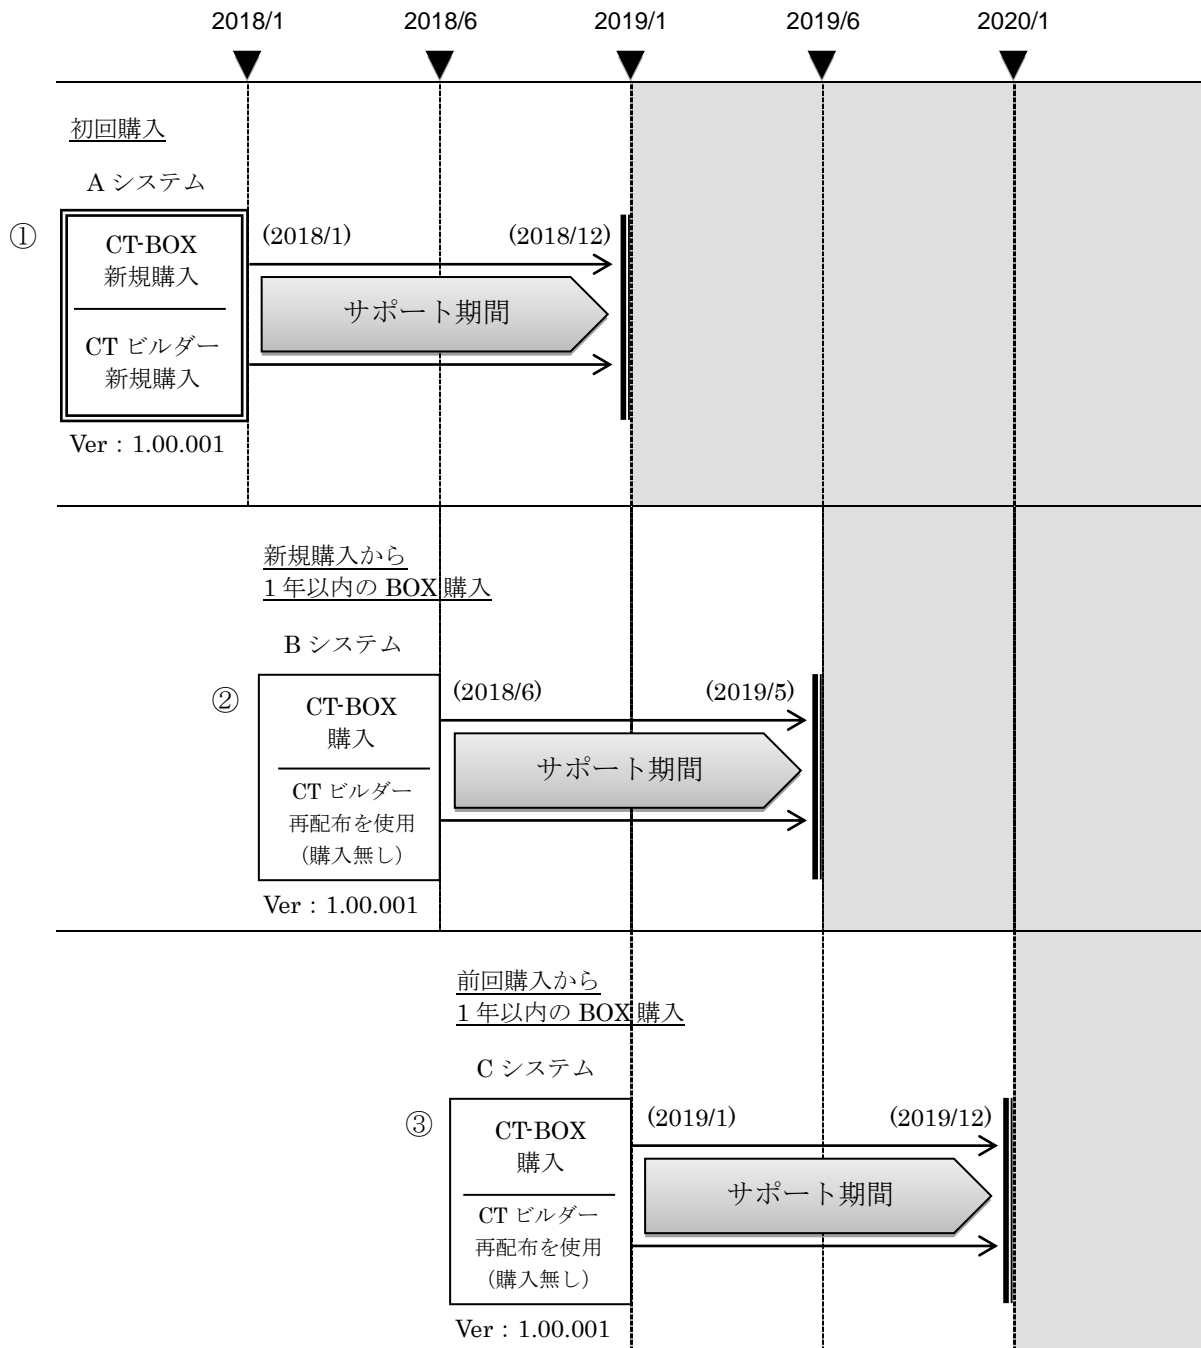 2018/1 2018/6 2019/1 2019/6 2020/1
初回購入
A システム
①
CT-BOX
新規購入
CT ビルダー
新規購入
(2018/1) (2018/12)
サポート期間
Ver：1.00.001
新規購入から
1 年以内の BOX 購入
B システム
②
CT-BOX
購入
CT ビルダー
再配布を使用
（購入無し）
(2018/6) (2019/5)
サポート期間
Ver：1.00.001
前回購入から
1 年以内の BOX 購入
C システム
③
CT-BOX
購入
CT ビルダー
再配布を使用
（購入無し）
(2019/1) (2019/12)
サポート期間
Ver：1.00.001